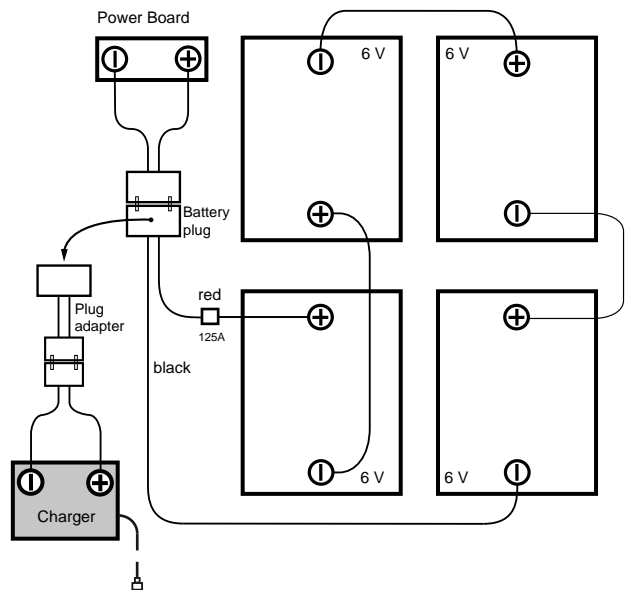 Power Board
6 V
6 V
Battery
plug
Plug
adapter
red
125A
black
6 V
6 V
Charger